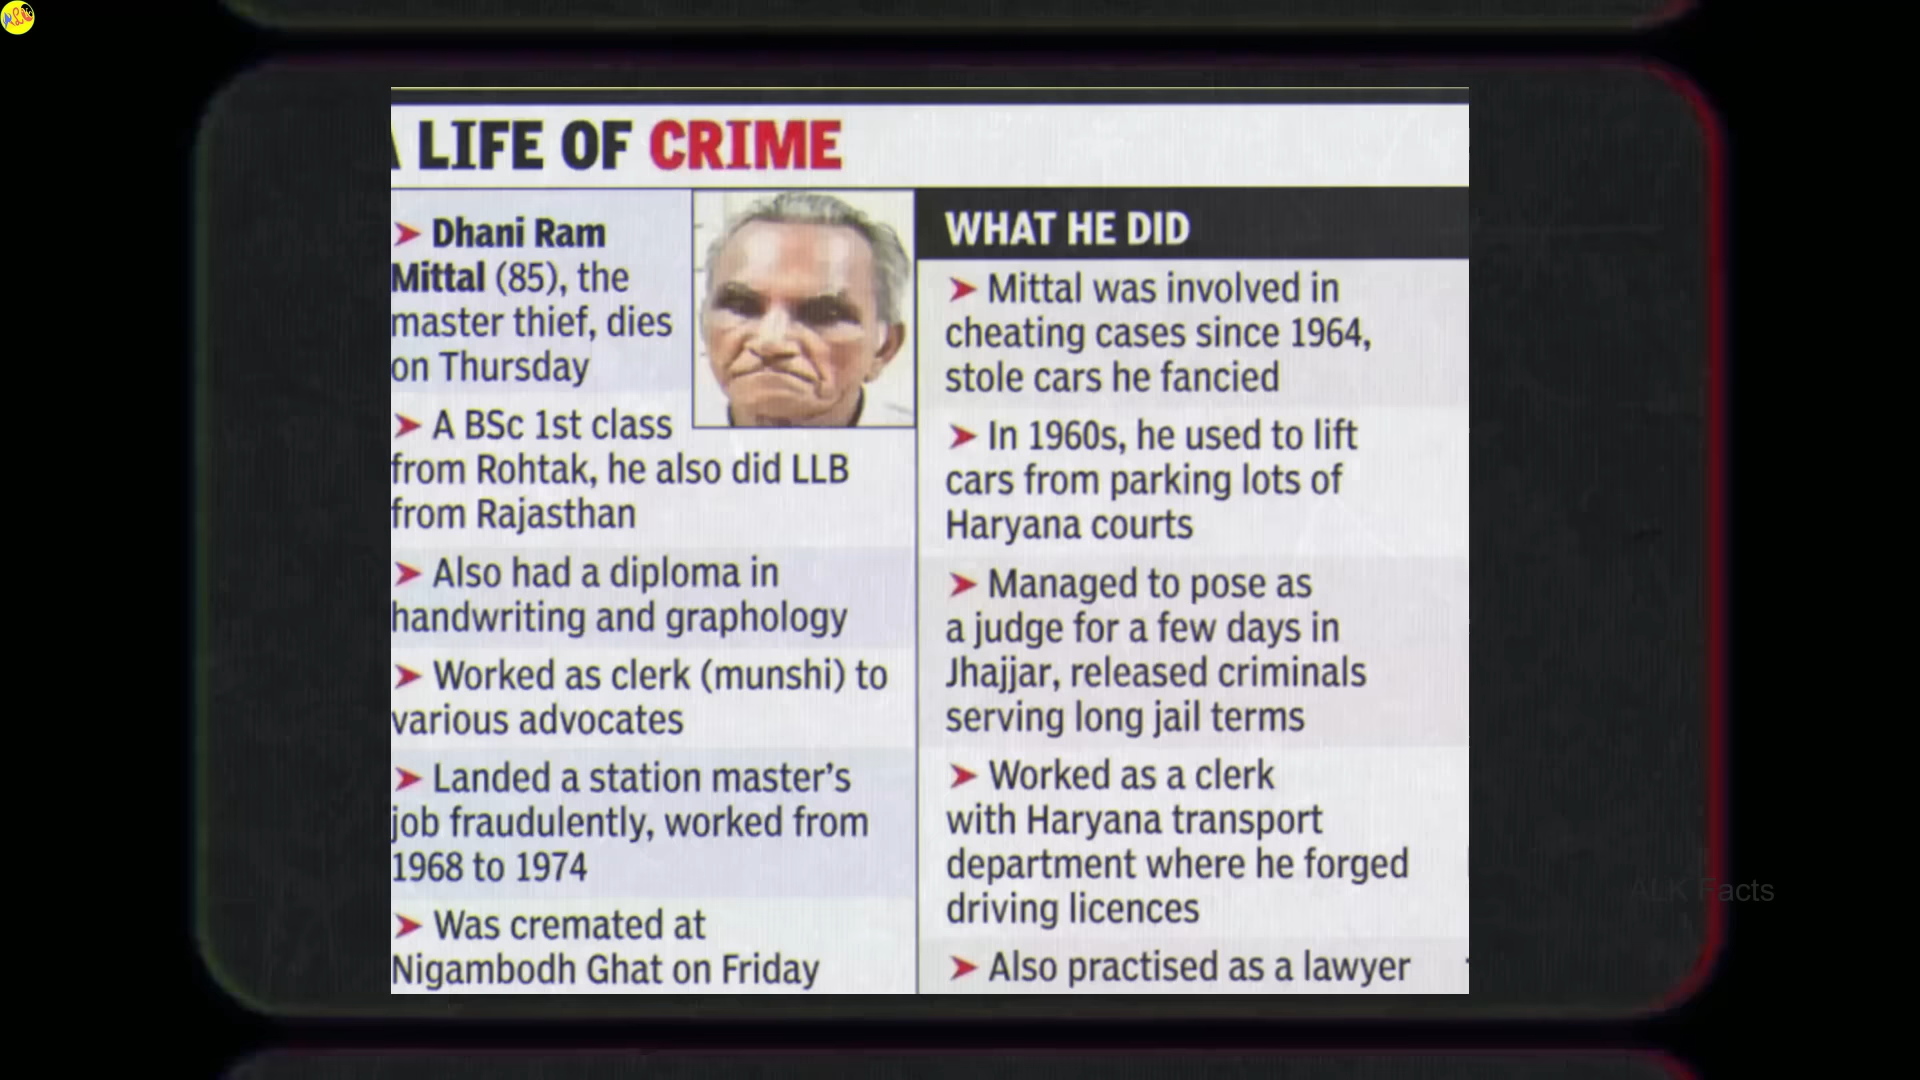 A LIFE OF CRIME
➤ Dhani Ram
Mittal (85), the
master thief, dies
on Thursday
➤ A BSc 1st class
from Rohtak, he also did LLB
from Rajasthan
➤ Also had a diploma in
handwriting and graphology
➤ Worked as clerk (munshi) to
various advocates
➤ Landed a station master’s
job fraudulently, worked from
1968 to 1974
➤ Was cremated at
Nigambodh Ghat on Friday
WHAT HE DID
➤ Mittal was involved in
cheating cases since 1964,
stole cars he fancied
➤ In 1960s, he used to lift
cars from parking lots of
Haryana courts
➤ Managed to pose as
a judge for a few days in
Jhajjar, released criminals
serving long jail terms
➤ Worked as a clerk
with Haryana transport
department where he forged
driving licences
➤ Also practised as a lawyer
ALK Facts